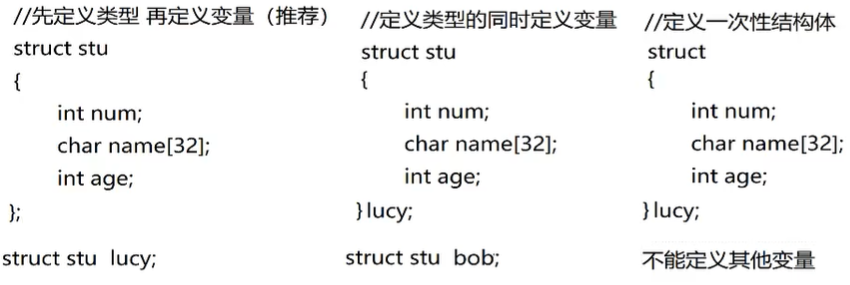 //先定义类型 再定义变量（推荐）
struct stu
{
int num;
char name[32];
int age;
};
struct stu lucy;
//定义类型的同时定义变量
struct stu
{
int num;
char name[32];
int age;
}lucy;
struct stu bob;
//定义一次性结构体
struct
{
int num;
char name[32];
int age;
}lucy;
不能定义其他变量